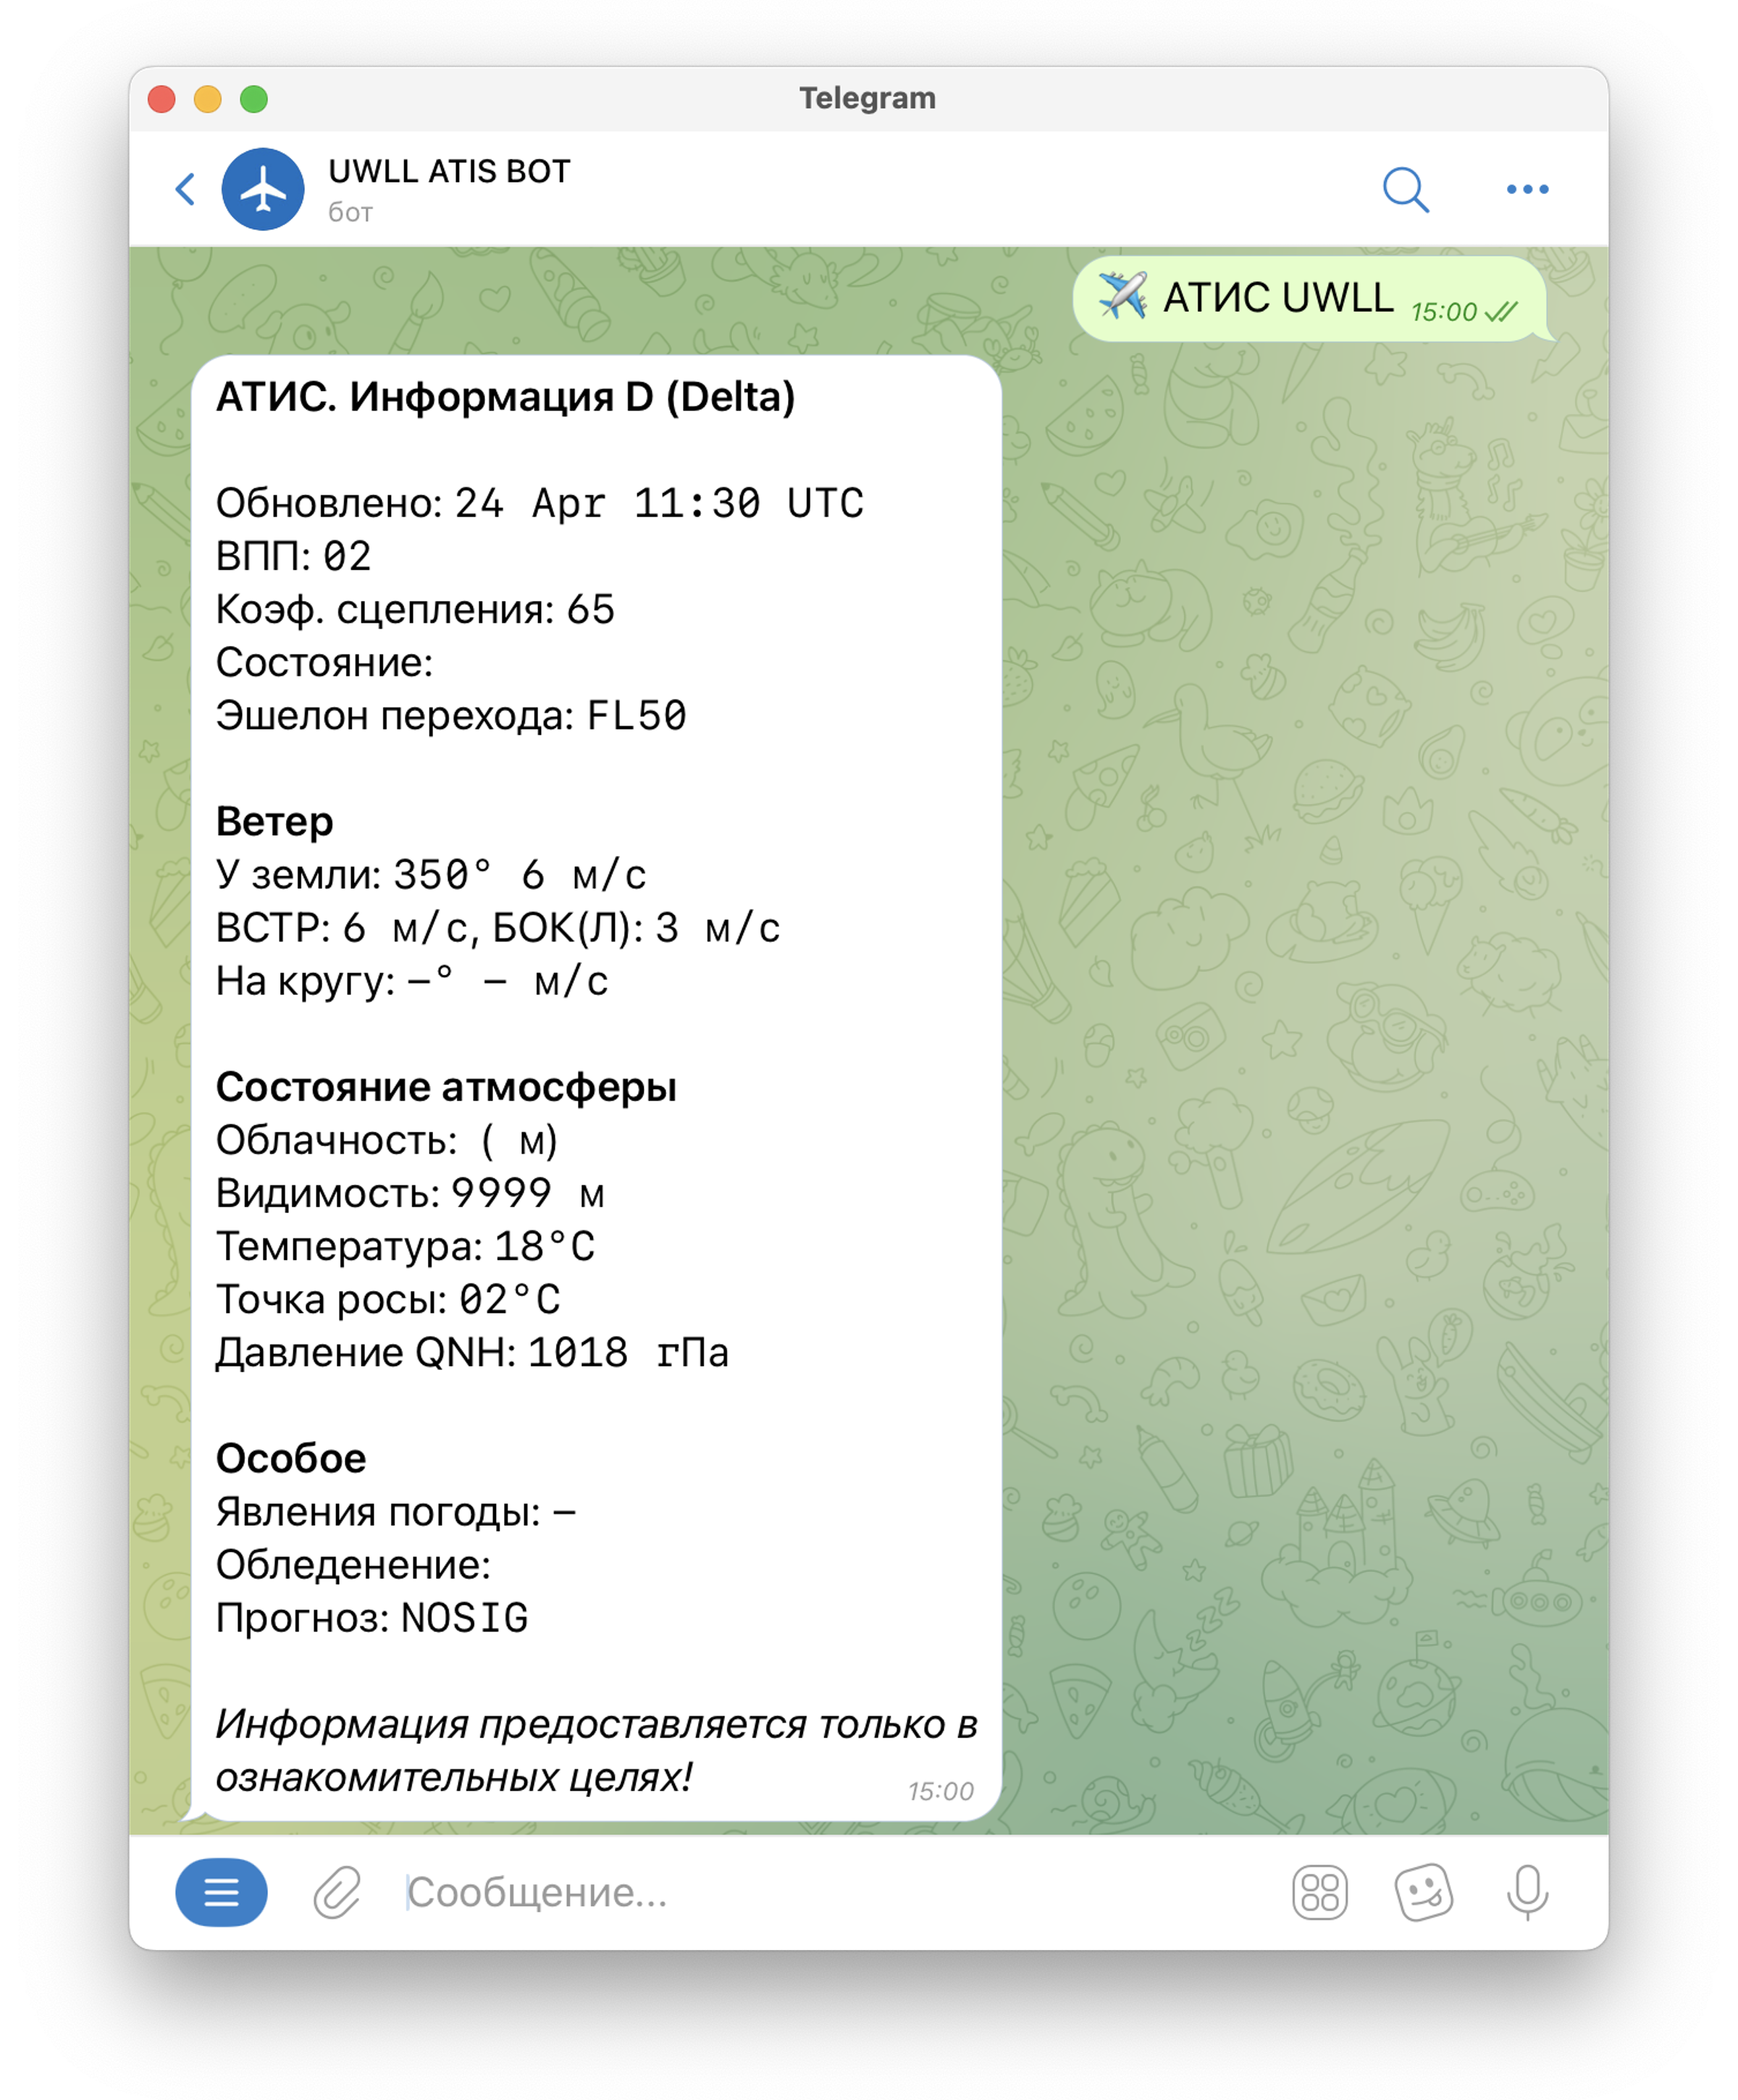 Telegram
UWLL ATIS BOT
бот
✈️ АТИС UWLL 15:00
АТИС. Информация D (Delta)
Обновлено: 24 Apr 11:30 UTC
ВПП: 02
Коэф. сцепления: 65
Состояние:
Эшелон перехода: FL50
Ветер
У земли: 350° 6 м/с
ВСТР: 6 м/с, БОК(Л): 3 м/с
На кругу: —° — м/с
Состояние атмосферы
Облачность: ( м)
Видимость: 9999 м
Температура: 18°C
Точка росы: 02°C
Давление QNH: 1018 гПа
Особое
Явления погоды: —
Обледенение:
Прогноз: NOSIG
Информация предоставляется только в
ознакомительных целях!
15:00
Сообщение...